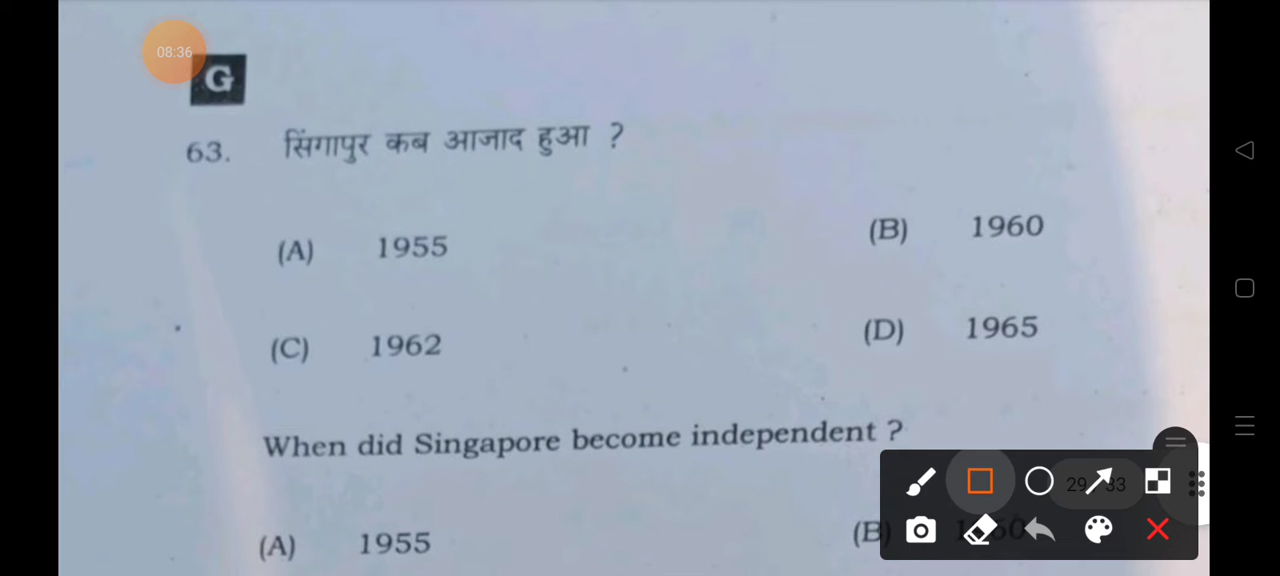 08:36
G
63. सिंगापुर कब आजाद हुआ ?
(A) 1955 (B) 1960
(C) 1962 (D) 1965
When did Singapore become independent ?
(A) 1955 (B)